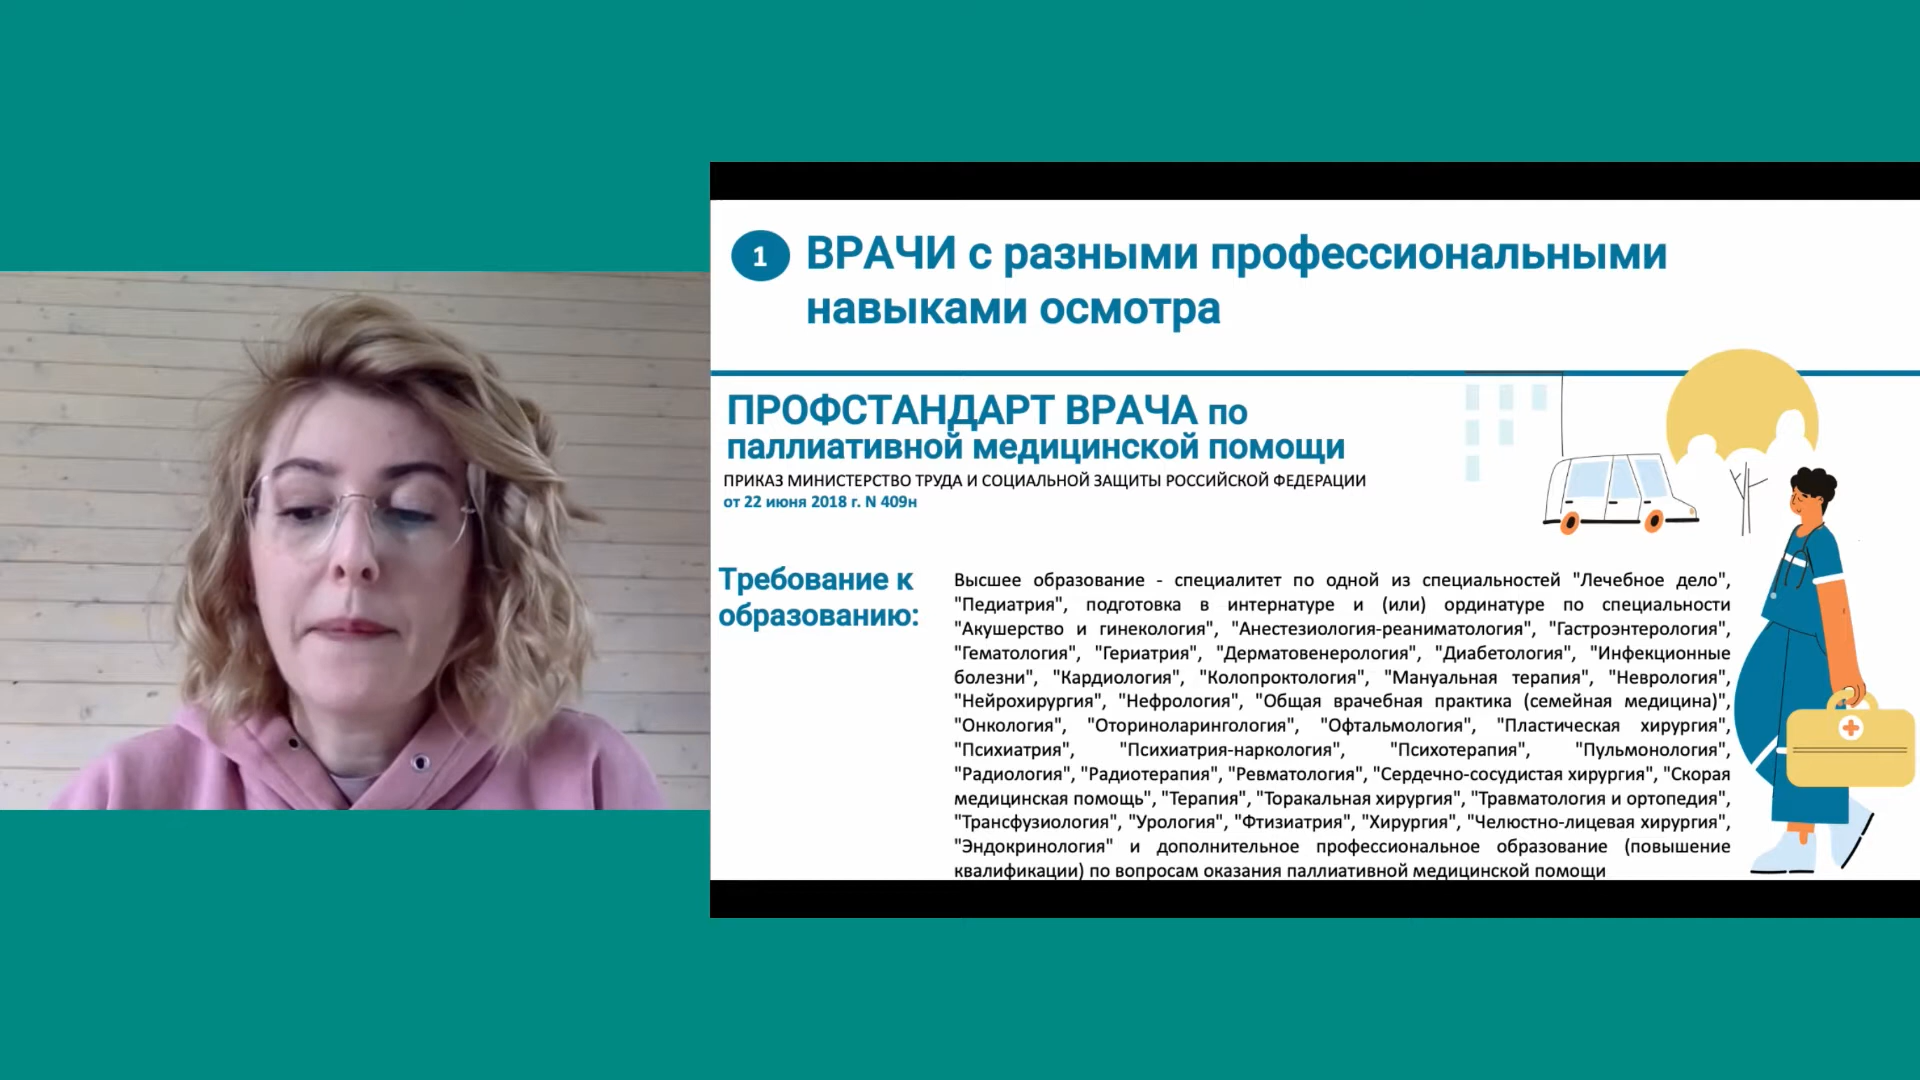 1
ВРАЧИ с разными профессиональными
навыками осмотра
ПРОФСТАНДАРТ ВРАЧА по
паллиативной медицинской помощи
ПРИКАЗ МИНИСТЕРСТВО ТРУДА И СОЦИАЛЬНОЙ ЗАЩИТЫ РОССИЙСКОЙ ФЕДЕРАЦИИ
от 22 июня 2018 г. N 409н
Требование к
образованию:
Высшее образование - специалитет по одной из специальностей "Лечебное дело",
"Педиатрия", подготовка в интернатуре и (или) ординатуре по специальности
"Акушерство и гинекология", "Анестезиология-реаниматология", "Гастроэнтерология",
"Гематология", "Гериатрия", "Дерматовенерология", "Диабетология", "Инфекционные
болезни", "Кардиология", "Колопроктология", "Мануальная терапия", "Неврология",
"Нейрохирургия", "Нефрология", "Общая врачебная практика (семейная медицина)",
"Онкология", "Оториноларингология", "Офтальмология", "Пластическая хирургия",
"Психиатрия", "Психиатрия-наркология", "Психотерапия", "Пульмонология",
"Радиология", "Радиотерапия", "Ревматология", "Сердечно-сосудистая хирургия", "Скорая
медицинская помощь", "Терапия", "Торакальная хирургия", "Травматология и ортопедия",
"Трансфузиология", "Урология", "Фтизиатрия", "Хирургия", "Челюстно-лицевая хирургия",
"Эндокринология" и дополнительное профессиональное образование (повышение
квалификации) по вопросам оказания паллиативной медицинской помощи